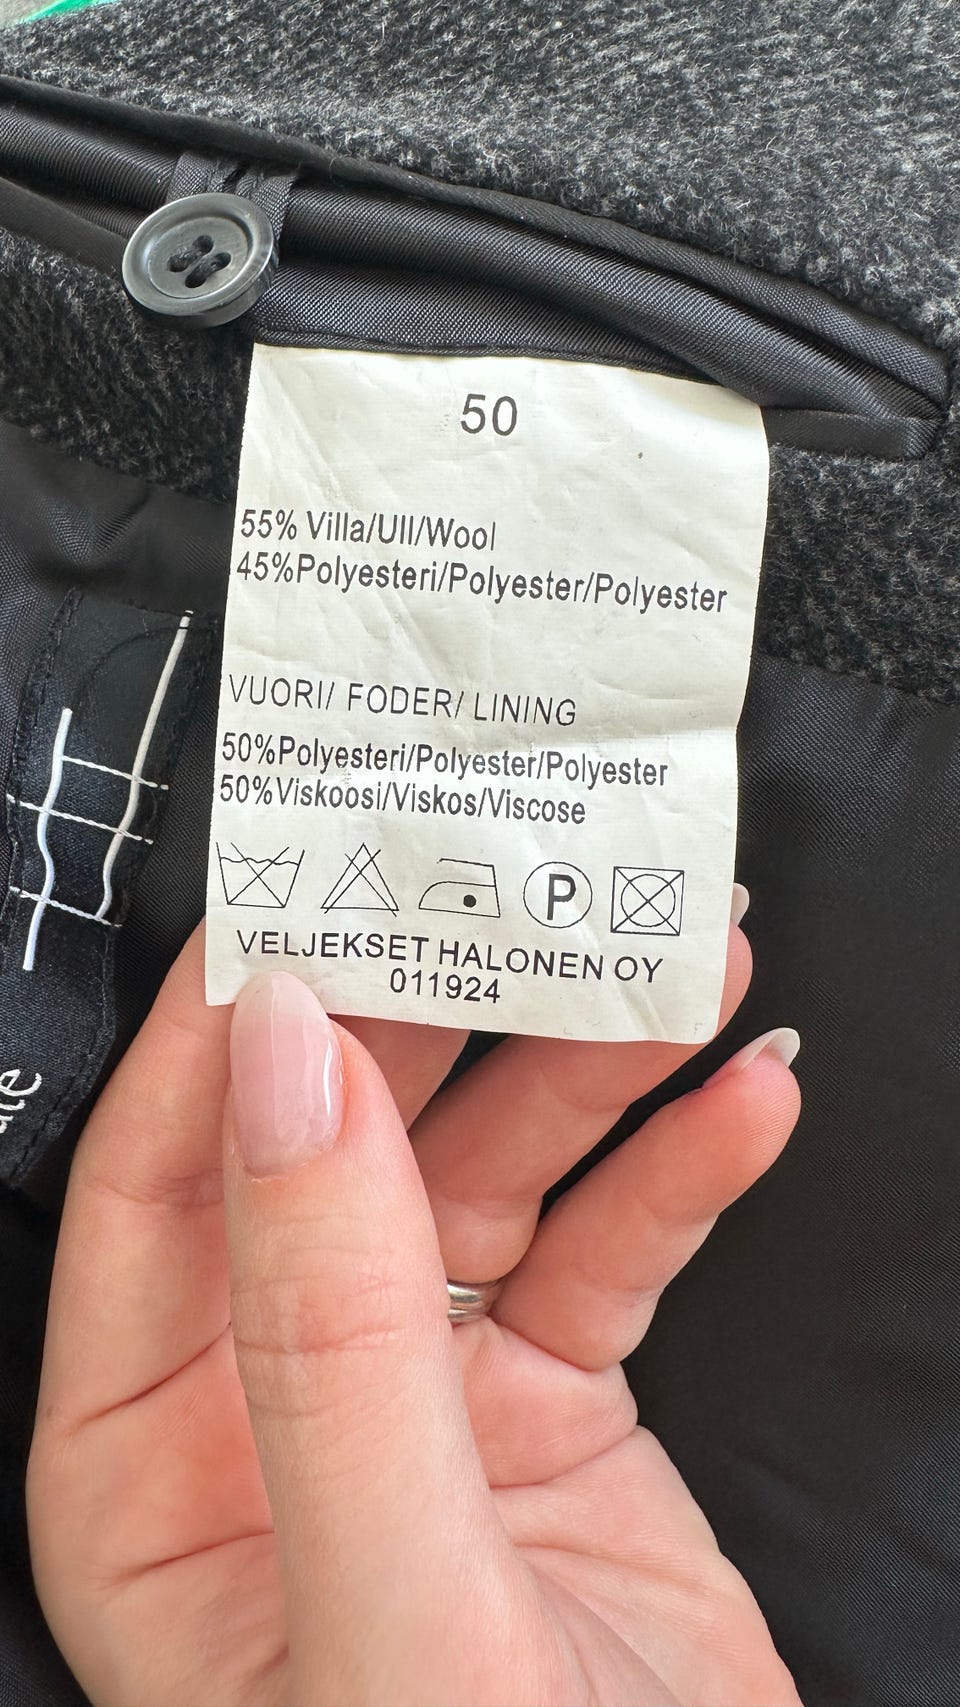 50
55% Villa/Ull/Wool
45%Polyesteri/Polyester/Polyester
VUORI/ FODER/ LINING
50%Polyesteri/Polyester/Polyester
50%Viskoosi/Viskos/Viscose
P
VELJEKSET HALONEN OY
011924